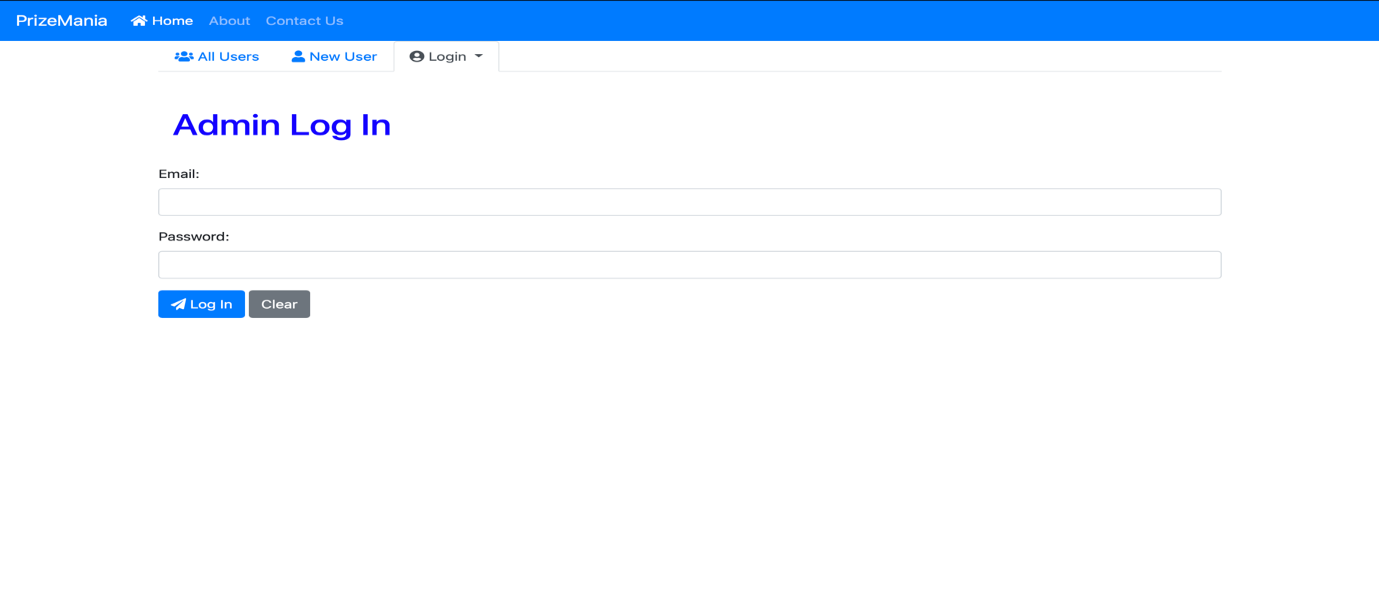 PrizeMania Home About Contact Us
All Users New User Login
Admin Log In
Email:
Password:
Log In Clear